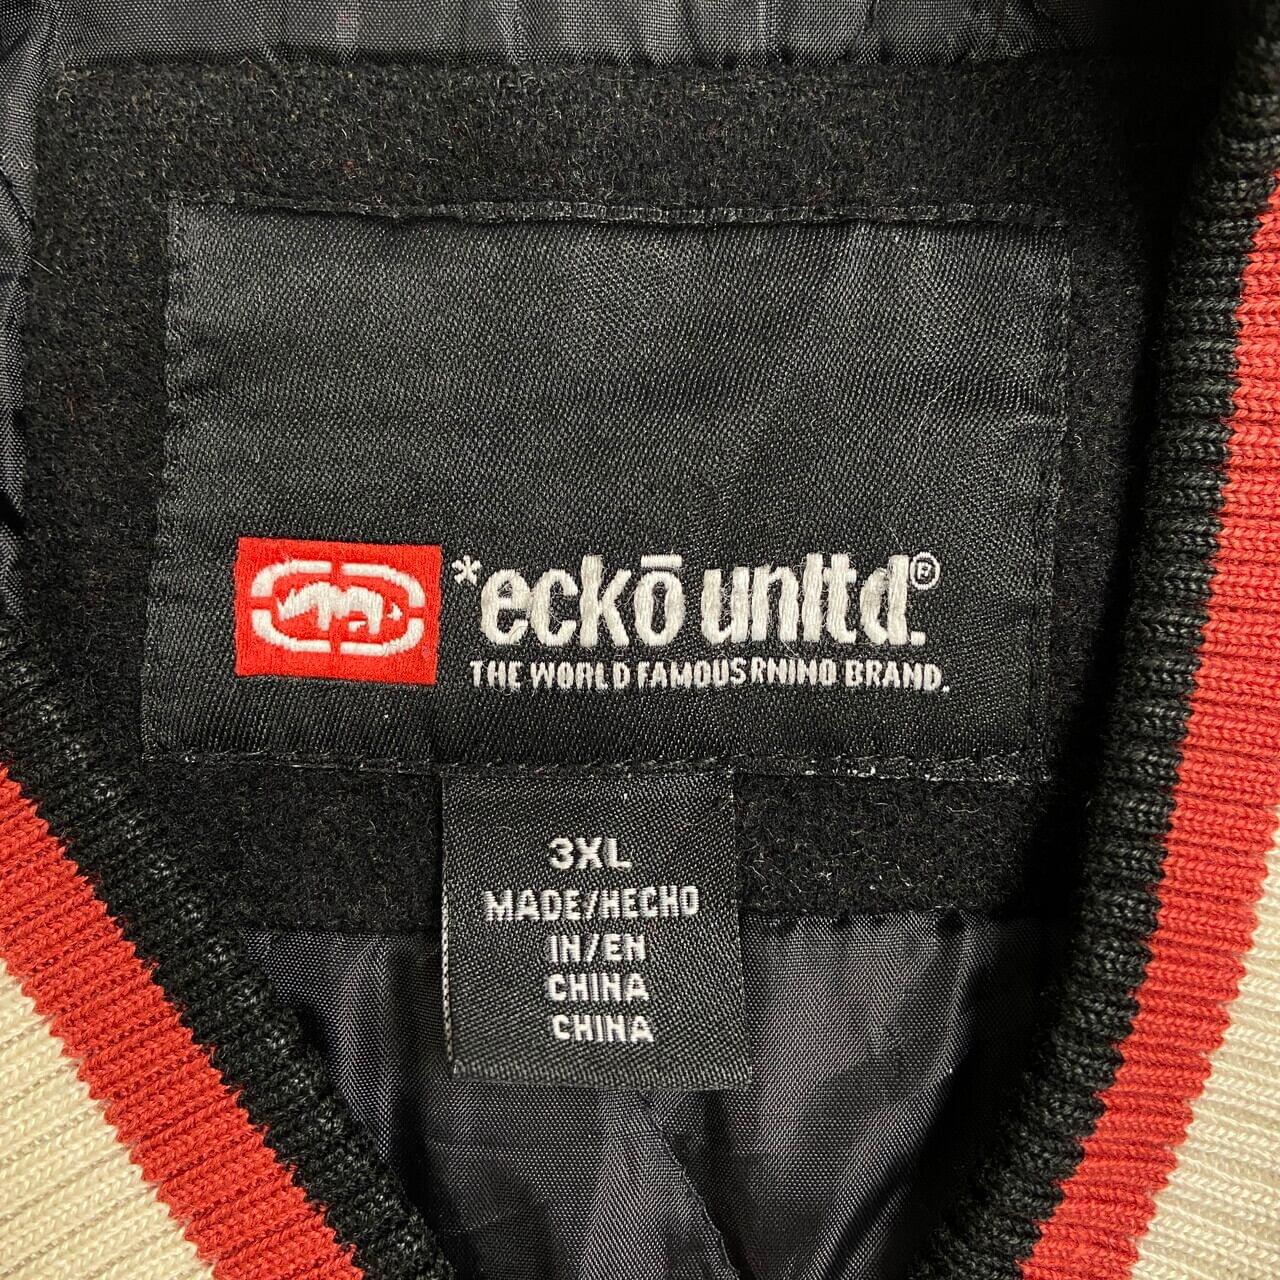 *eckō unltd.®
THE WORLD FAMOUS RHINO BRAND.
3XL
MADE/HECHO
IN/EN
CHINA
CHINA